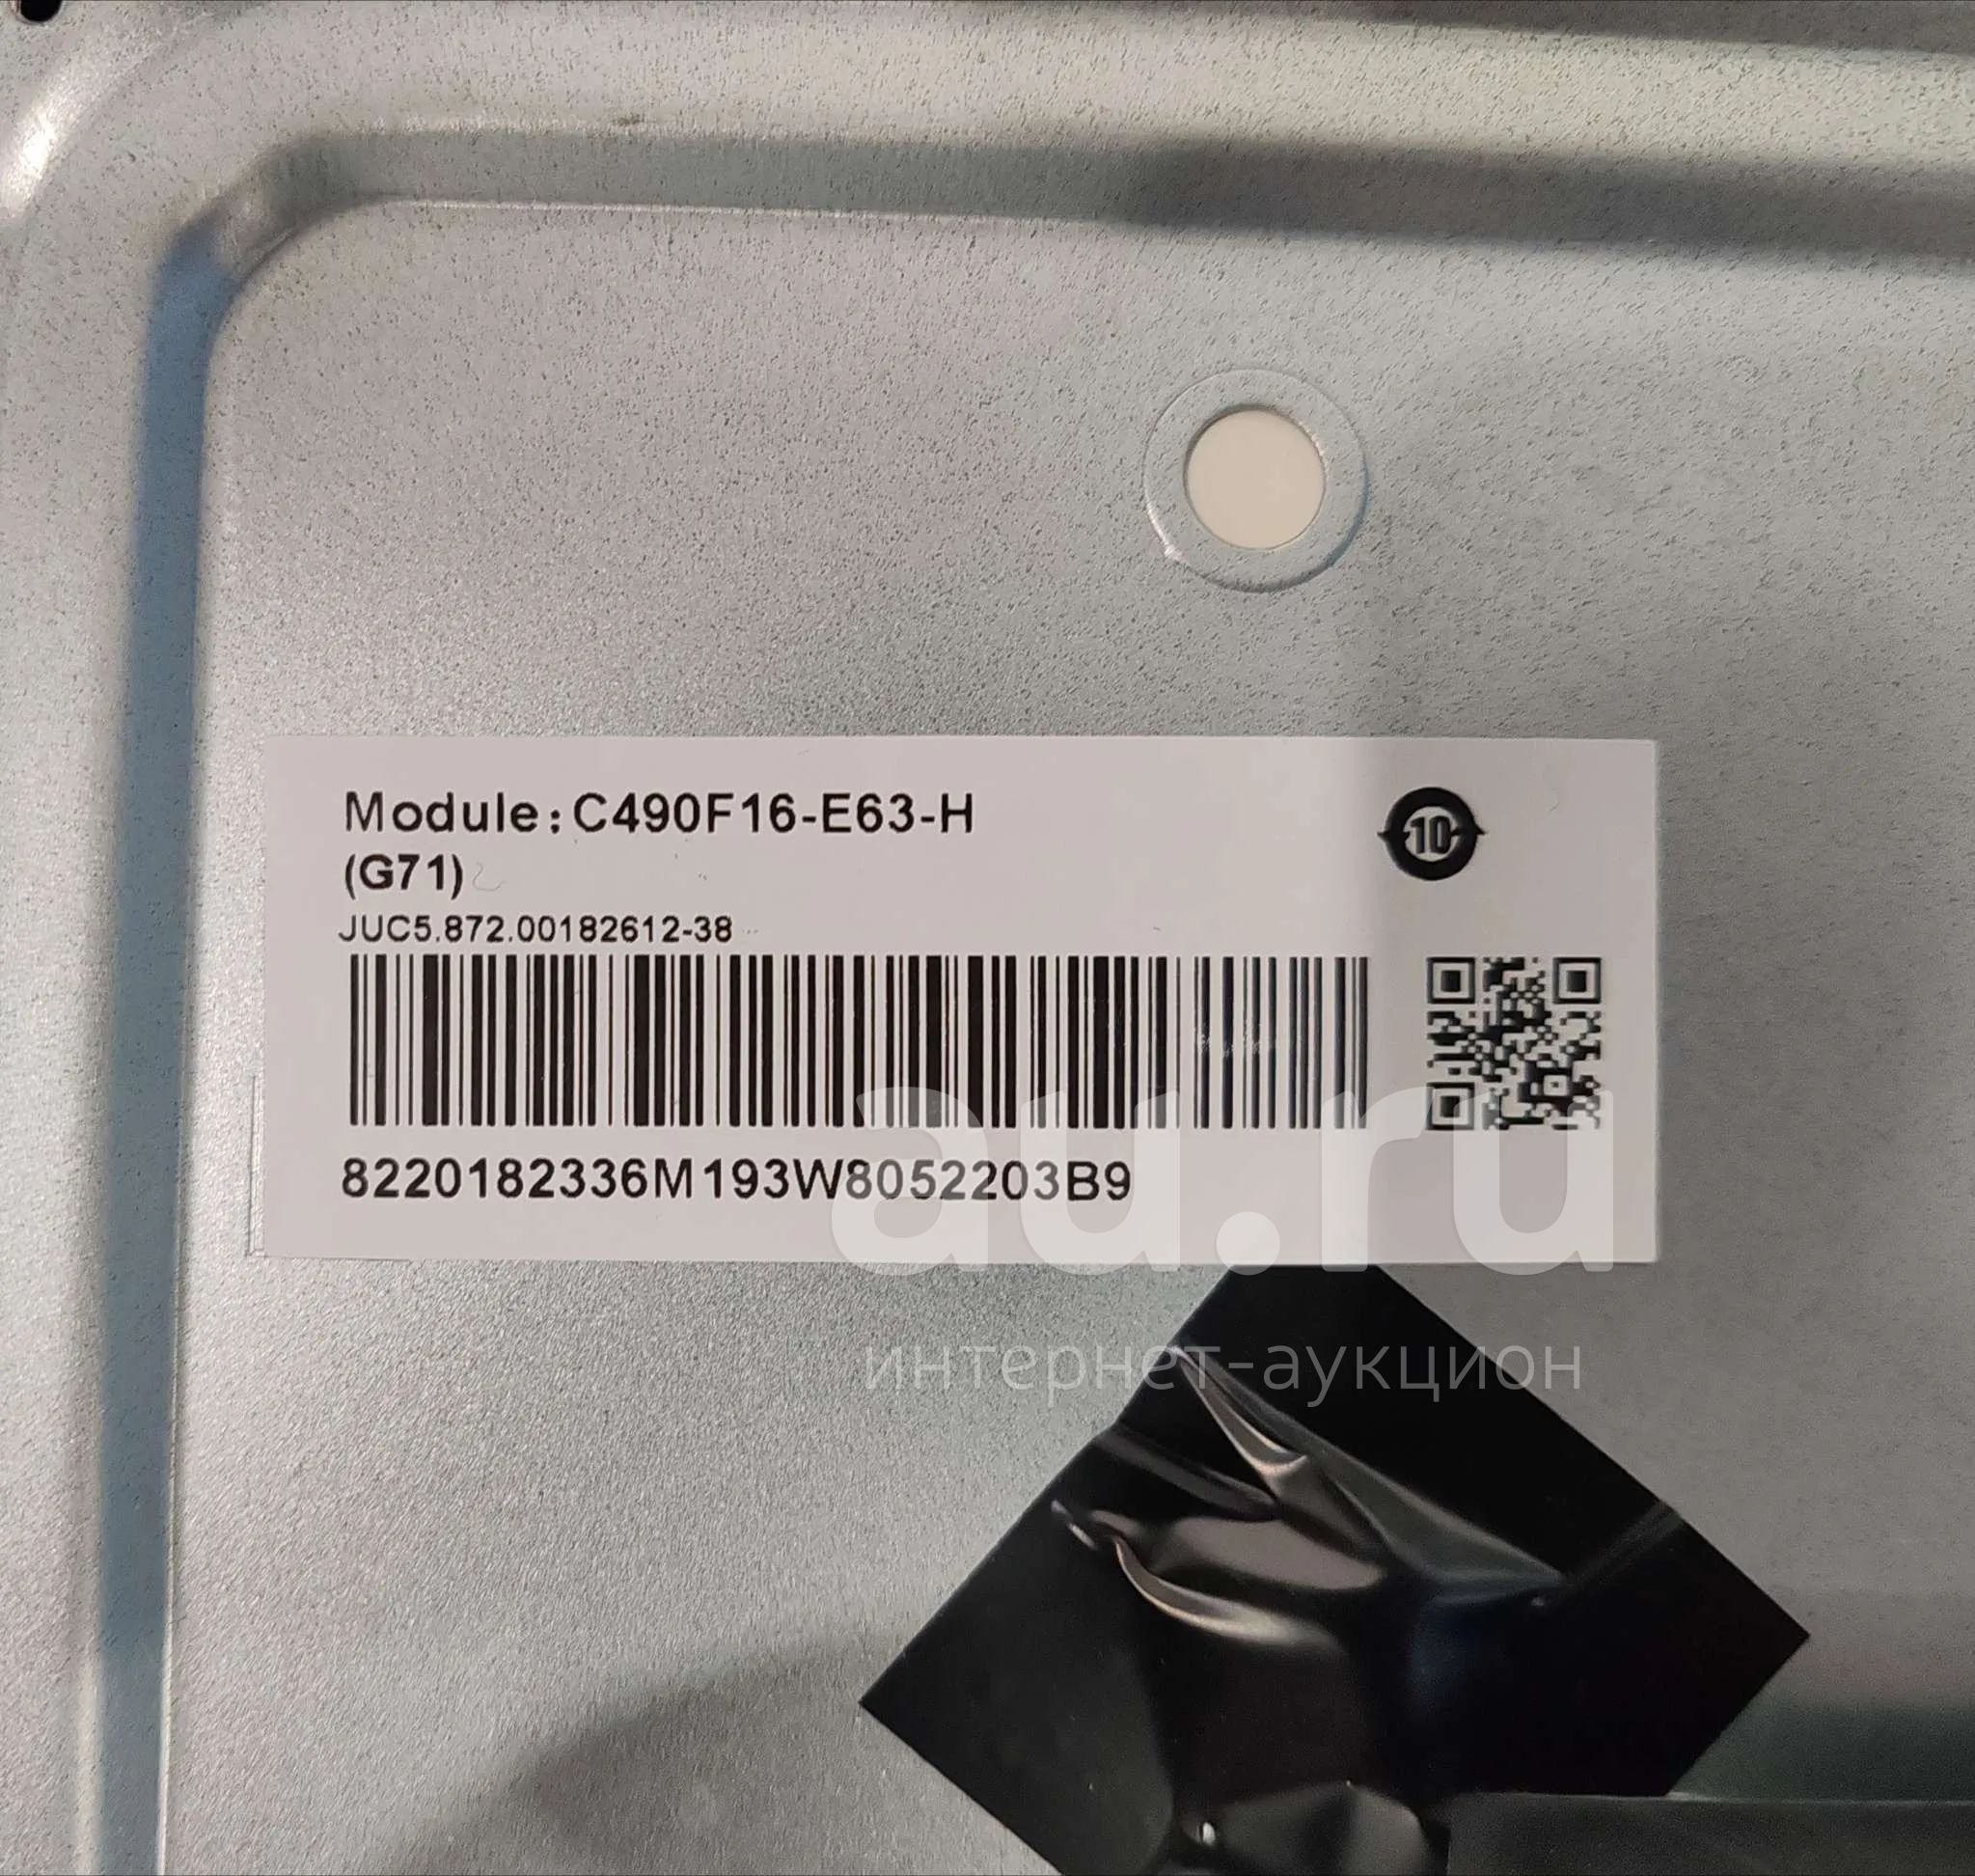 Module:C490F16-E63-H
(G71)
10
JUC5.872.00182612-38
8220182336M193W8052203B9
au.ru
интернет-аукцион